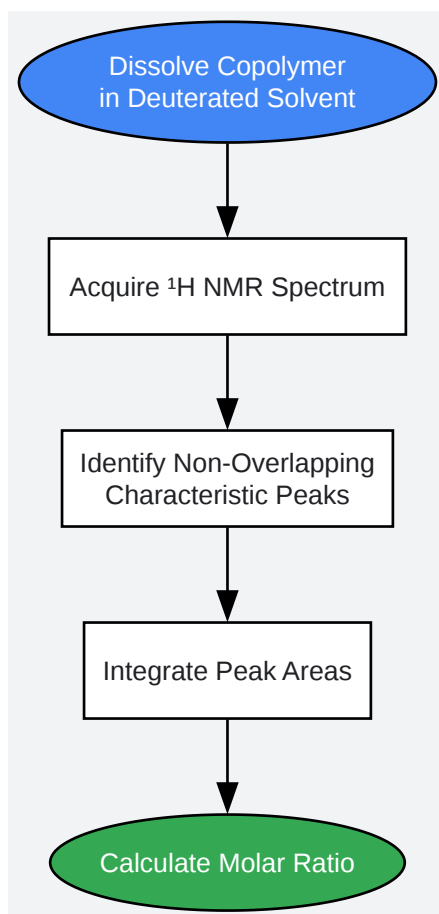 Dissolve Copolymer
in Deuterated Solvent
Acquire ¹H NMR Spectrum
Identify Non-Overlapping
Characteristic Peaks
Integrate Peak Areas
Calculate Molar Ratio